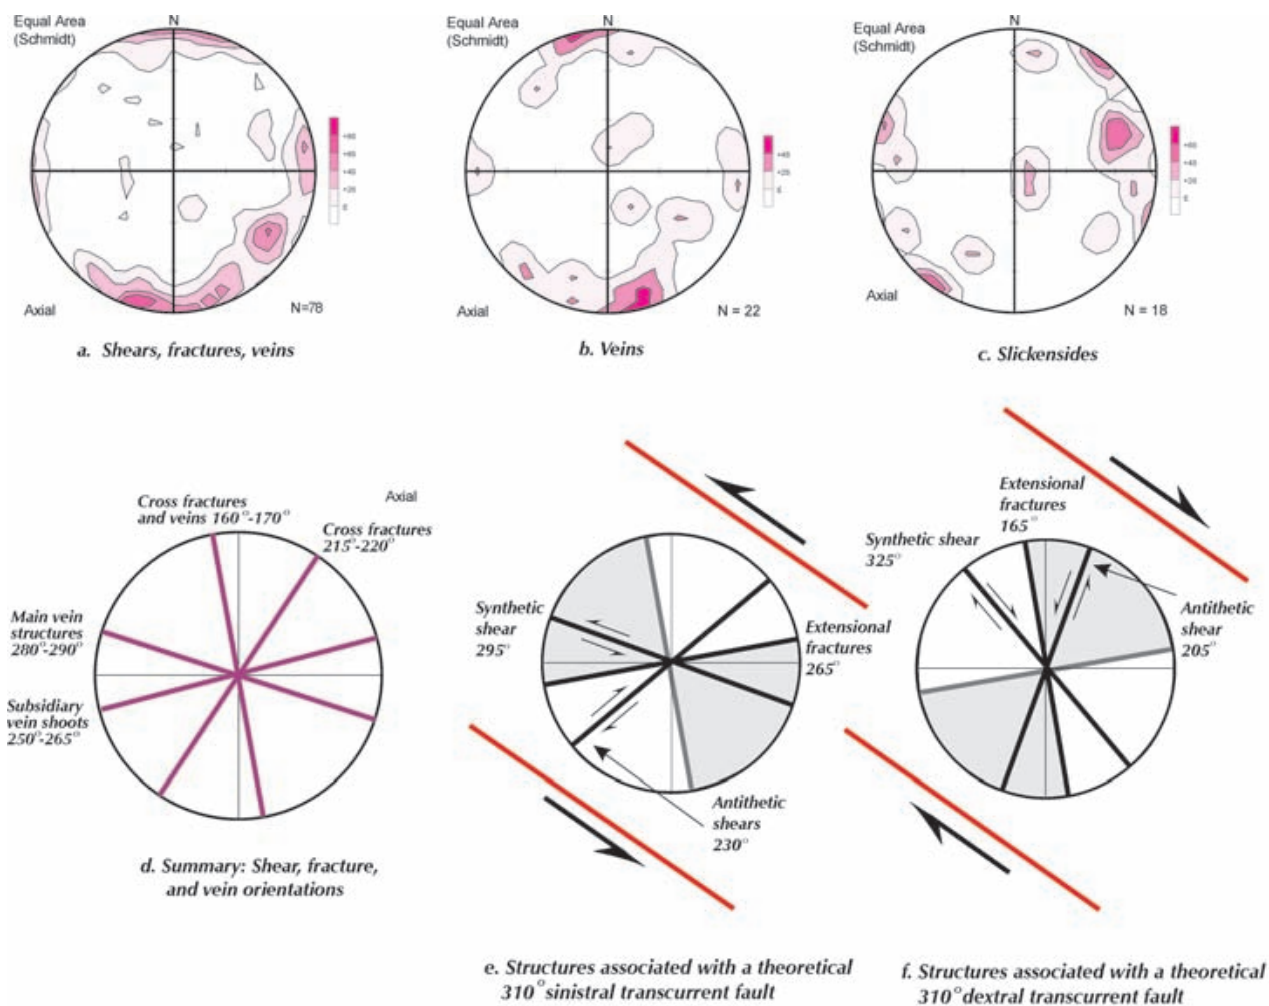 Equal Area
(Schmidt)
N
Axial
N=78
a. Shears, fractures, veins
Equal Area
(Schmidt)
N
+40
+20
0
Axial
N = 22
b. Veins
Equal Area
(Schmidt)
N
Axial
N = 18
c. Slickensides
Cross fractures
and veins 160°-170°
Axial
Cross fractures
215°-220°
Main vein
structures
280°-290°
Subsidiary
vein shoots
250°-265°
d. Summary: Shear, fracture,
and vein orientations
Synthetic
shear
295°
Extensional
fractures
265°
Antithetic
shears
230°
e. Structures associated with a theoretical
310° sinistral transcurrent fault
Extensional
fractures
165°
Synthetic shear
325°
Antithetic
shear
205°
f. Structures associated with a theoretical
310° dextral transcurrent fault